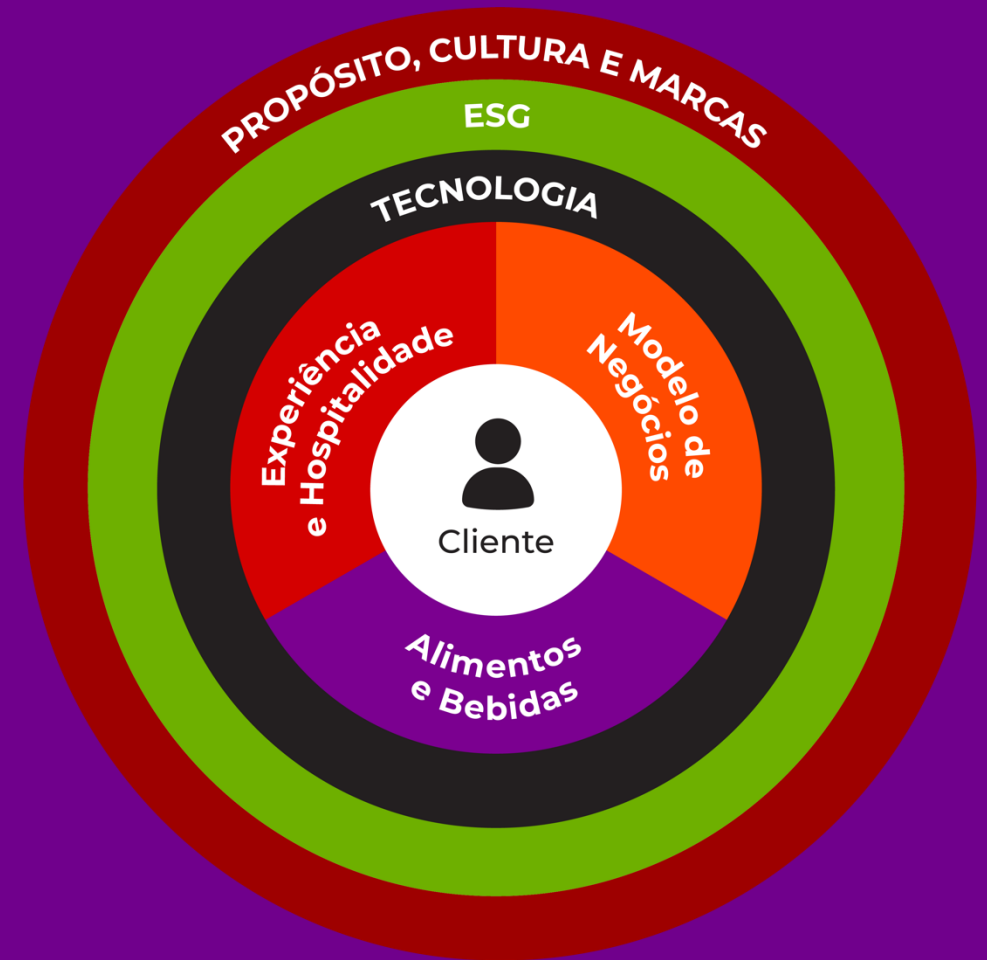 PROPÓSITO, CULTURA E MARCAS
ESG
TECNOLOGIA
Experiência
e Hospitalidade
Modelo de
Negócios
Cliente
Alimentos
e Bebidas